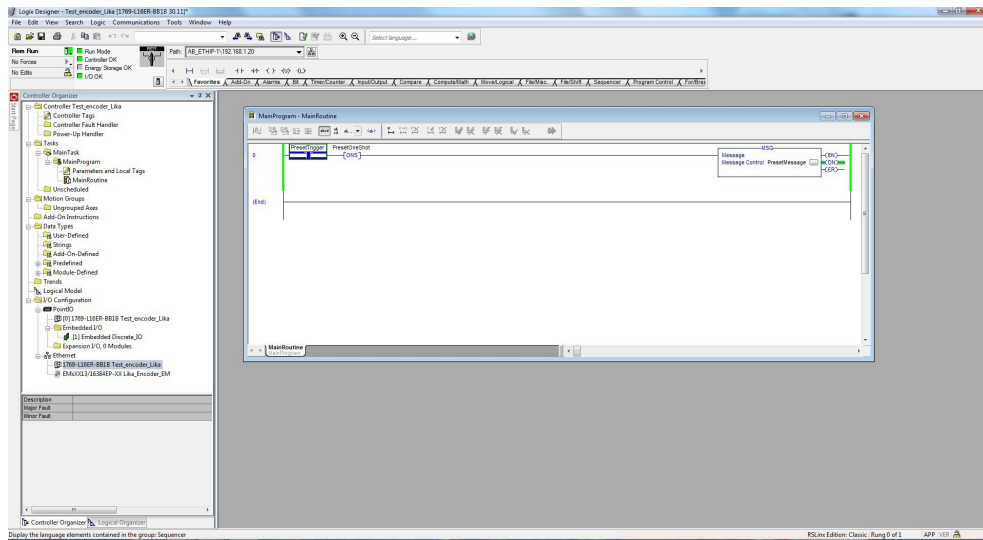 Logix Designer - Test_encoder_Lika [1769-L16ER-BB1B 30.11]*
File Edit View Search Logic Communications Tools Window Help
Select language...
Rem Run
Run Mode
Path: AB_ETHIP-1\192.168.1.20
No Forces
Controller OK
Energy Storage OK
No Edits
I/O OK
Favorites Add-On Alarms Bit Timer/Counter Input/Output Compare Compute/Math Move/Logical File/Misc. File/Shift Sequencer Program Control For/Brea
Start Page
Controller Organizer
Controller Test_encoder_Lika
Controller Tags
Controller Fault Handler
Power-Up Handler
Tasks
MainTask
MainProgram
Parameters and Local Tags
MainRoutine
Unscheduled
Motion Groups
Ungrouped Axes
Add-On Instructions
Data Types
User-Defined
Strings
Add-On-Defined
Predefined
Module-Defined
Trends
Logical Model
I/O Configuration
PointIO
[0] 1769-L16ER-BB1B Test_encoder_Lika
Embedded I/O
[1] Embedded Discrete_IO
Expansion I/O, 0 Modules
Ethernet
1769-L16ER-BB1B Test_encoder_Lika
EMxXX13/16384EP-XX Lika_Encoder_EM
Description
Major Fault
Minor Fault
Controller Organizer Logical Organizer
MainProgram - MainRoutine
0
PresetTrigger PresetOneShot
ONS
MSG
Message
Message Control PresetMessage ...
EN
DN
ER
(End)
MainRoutine
MainProgram
Display the language elements contained in the group: Sequencer
RSLinx Edition: Classic Rung 0 of 1 APP VER